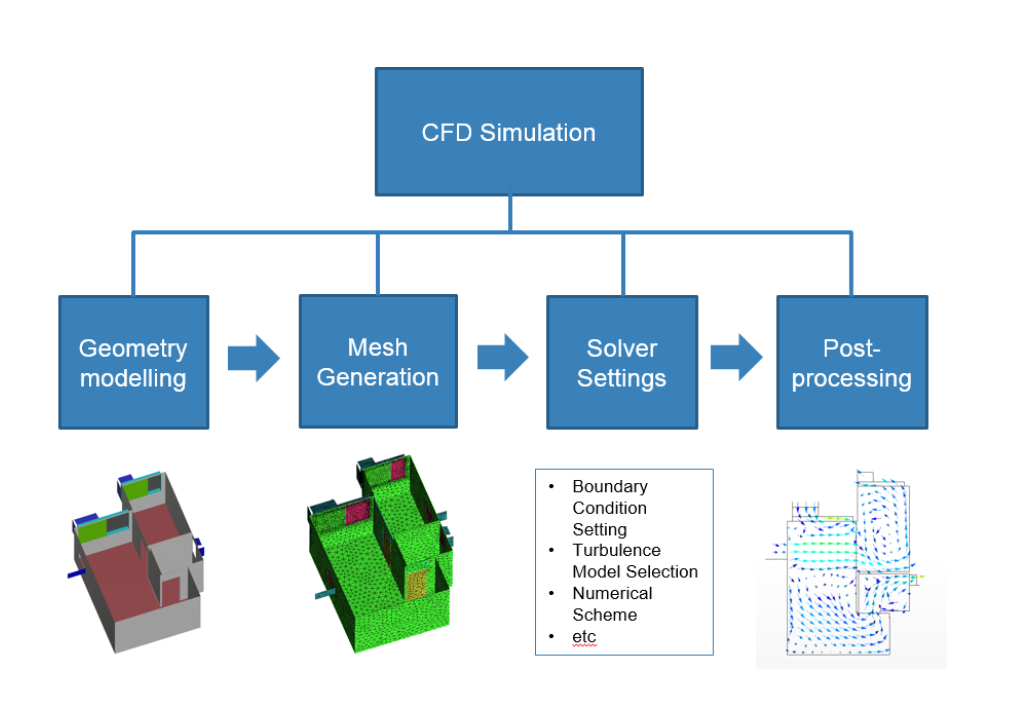 CFD Simulation
Geometry
modelling
Mesh
Generation
Solver
Settings
Post-
processing
• Boundary
Condition
Setting
• Turbulence
Model Selection
• Numerical
Scheme
• etc